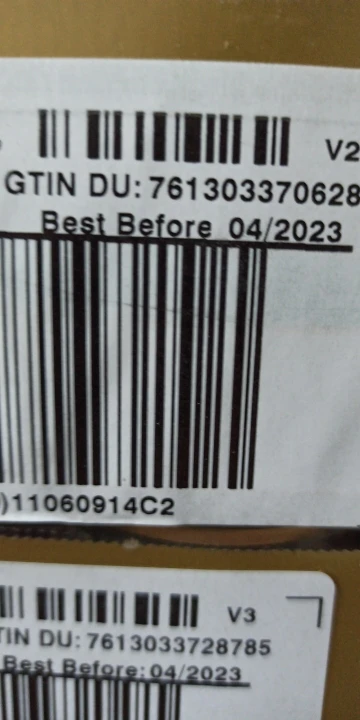 V2
GTIN DU: 761303370628
Best Before 04/2023
)11060914C2
V3
TIN DU: 7613033728785
Best Before: 04/2023